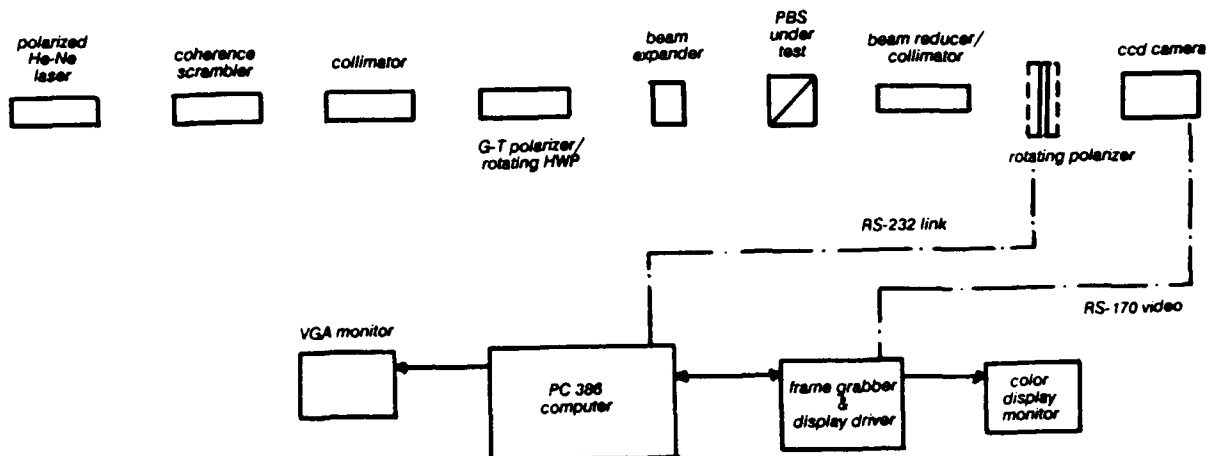 polarized
He-Ne
laser
coherence
scrambler
collimator
G-T polarizer/
rotating HWP
beam
expander
PBS
under
test
beam reducer/
collimator
rotating polarizer
ccd camera
RS-232 link
RS-170 video
VGA monitor
PC 386
computer
frame grabber
&
display driver
color
display
monitor